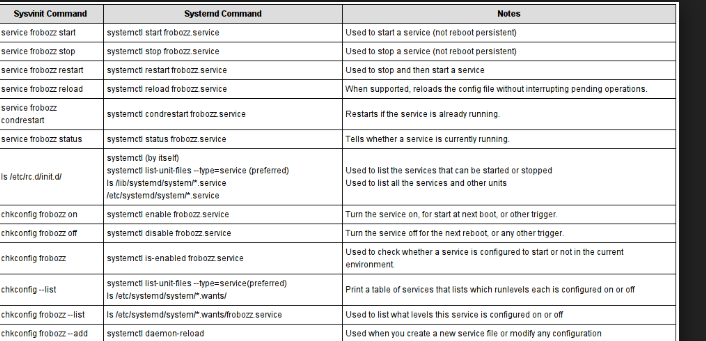 Sysvinit Command Systemd Command Notes
service frobozz start systemctl start frobozz.service Used to start a service (not reboot persistent)
service frobozz stop systemctl stop frobozz.service Used to stop a service (not reboot persistent)
service frobozz restart systemctl restart frobozz.service Used to stop and then start a service
service frobozz reload systemctl reload frobozz.service When supported, reloads the config file without interrupting pending operations.
service frobozz
condrestart
systemctl condrestart frobozz.service Restarts if the service is already running.
service frobozz status systemctl status frobozz.service Tells whether a service is currently running.
ls /etc/rc.d/init.d/
systemctl (by itself)
systemctl list-unit-files --type=service (preferred)
ls /lib/systemd/system/*.service
/etc/systemd/system/*.service
Used to list the services that can be started or stopped
Used to list all the services and other units
chkconfig frobozz on systemctl enable frobozz.service Turn the service on, for start at next boot, or other trigger.
chkconfig frobozz off systemctl disable frobozz.service Turn the service off for the next reboot, or any other trigger.
chkconfig frobozz systemctl is-enabled frobozz.service
Used to check whether a service is configured to start or not in the current
environment.
chkconfig --list
systemctl list-unit-files --type=service(preferred)
ls /etc/systemd/system/*.wants/
Print a table of services that lists which runlevels each is configured on or off
chkconfig frobozz --list ls /etc/systemd/system/*.wants/frobozz.service Used to list what levels this service is configured on or off
chkconfig frobozz --add systemctl daemon-reload Used when you create a new service file or modify any configuration